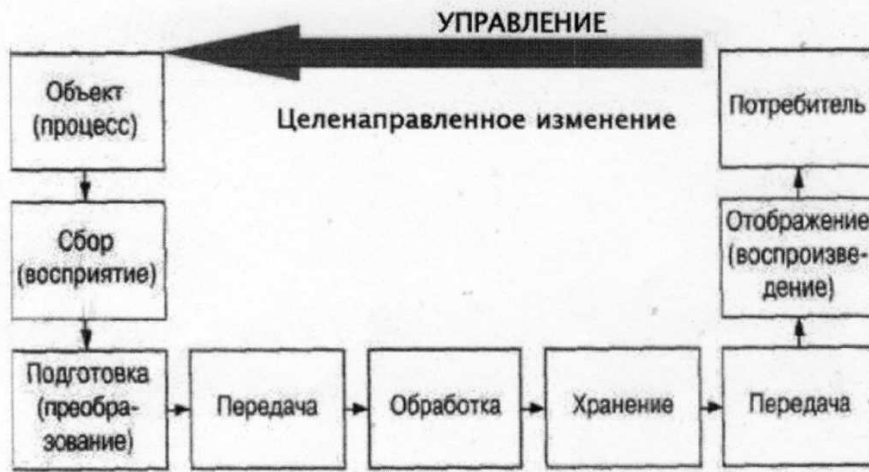 УПРАВЛЕНИЕ
Целенаправленное изменение
Объект
(процесс)
Сбор
(восприятие)
Подготовка
(преобра-
зование)
Передача
Обработка
Хранение
Передача
Отображение
(воспроизве-
дение)
Потребитель